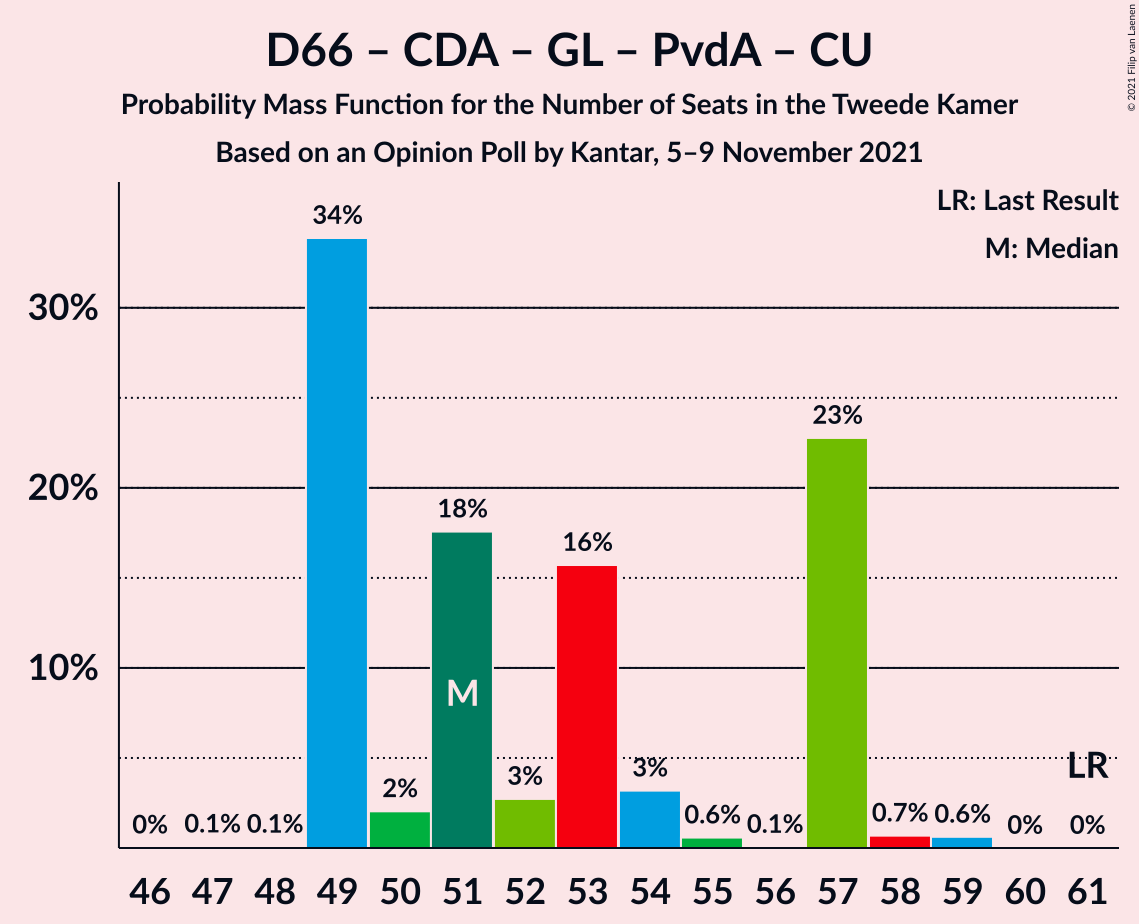 D66 – CDA – GL – PvdA – CU
Probability Mass Function for the Number of Seats in the Tweede Kamer
Based on an Opinion Poll by Kantar, 5–9 November 2021
© 2021 Filip van Laenen
LR: Last Result
M: Median
34%
30%
23%
20%
18%
16%
10%
M
LR
0%
0.1%
0.1%
2%
3%
3%
0.6%
0.1%
0.7%
0.6%
0%
0%
46 47 48 49 50 51 52 53 54 55 56 57 58 59 60 61